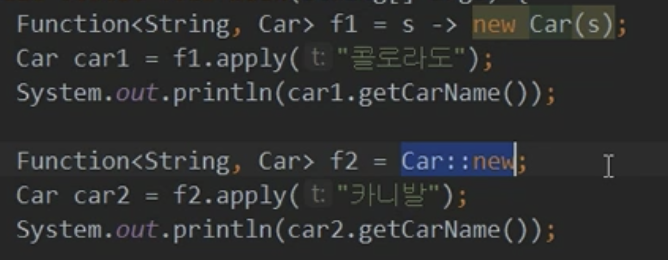 Function<String, Car> f1 = s -> new Car(s);
Car car1 = f1.apply( t: "콜로라도");
System.out.println(car1.getCarName());
Function<String, Car> f2 = Car::new;
Car car2 = f2.apply( t: "카니발");
System.out.println(car2.getCarName());